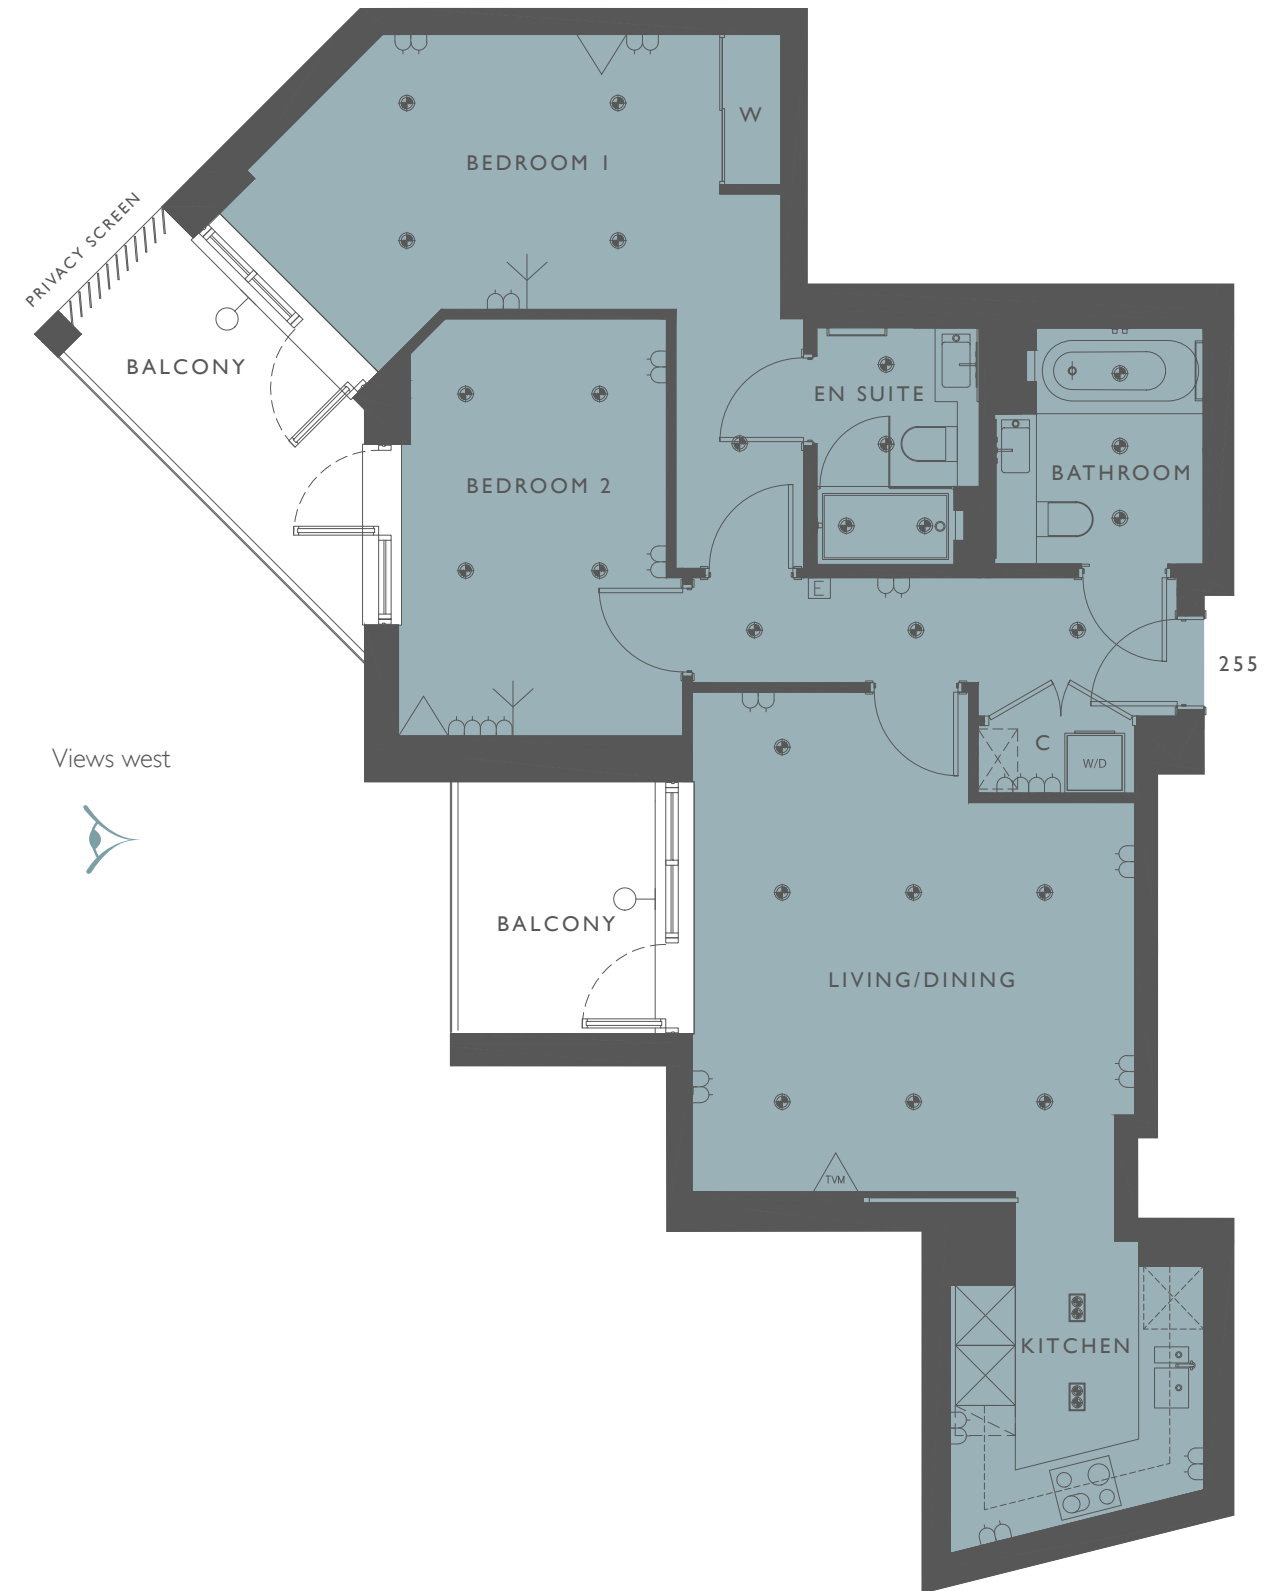 W
BEDROOM 1
PRIVACY SCREEN
BALCONY
EN SUITE
BATHROOM
BEDROOM 2
E
255
C
W/D
Views west
BALCONY
LIVING/DINING
TVM
KITCHEN